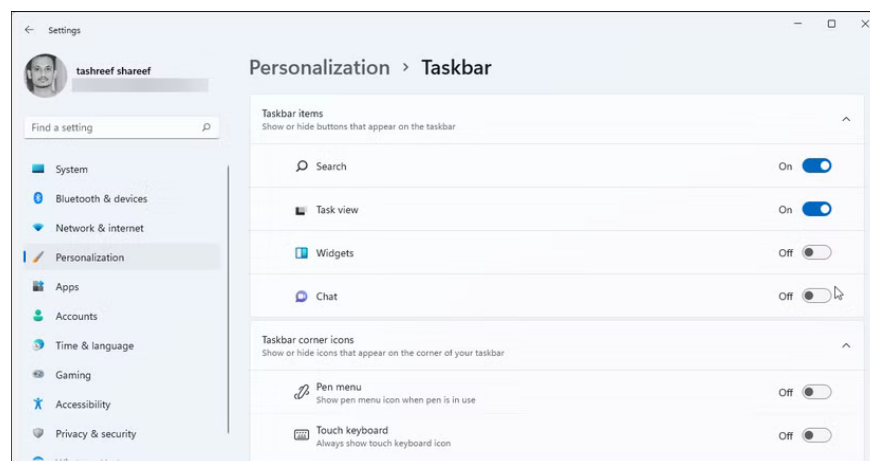 Settings
tashreef shareef
Find a setting
System
Bluetooth & devices
Network & internet
Personalization
Apps
Accounts
Time & language
Gaming
Accessibility
Privacy & security
Personalization > Taskbar
Taskbar items
Show or hide buttons that appear on the taskbar
Search On
Task view On
Widgets Off
Chat Off
Taskbar corner icons
Show or hide icons that appear on the corner of your taskbar
Pen menu
Show pen menu icon when pen is in use
Off
Touch keyboard
Always show touch keyboard icon
Off